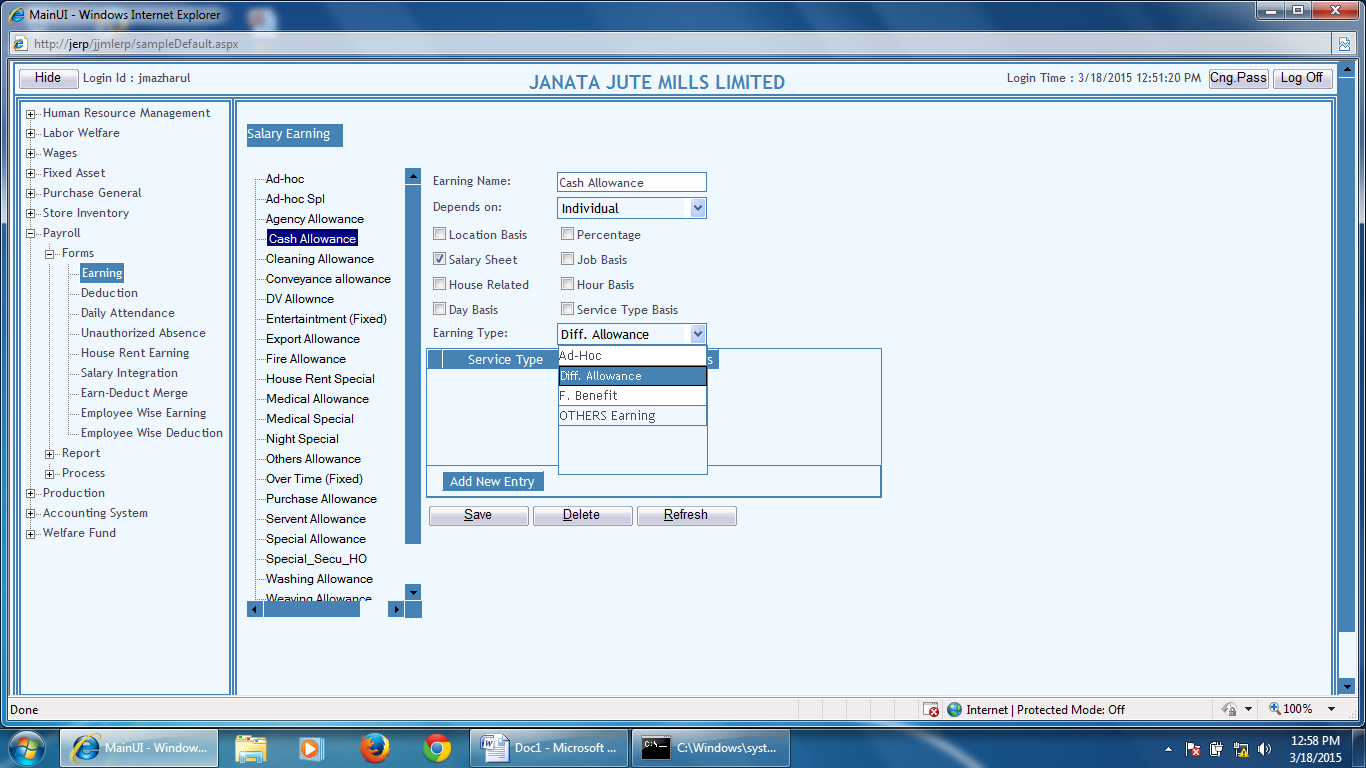 MainUI - Windows Internet Explorer
http://jerp/jjmlerp/sampleDefault.aspx
Hide Login Id : jmazharul JANATA JUTE MILLS LIMITED Login Time : 3/18/2015 12:51:20 PM Cng.Pass Log Off
Human Resource Management
Labor Welfare
Wages
Fixed Asset
Purchase General
Store Inventory
Payroll
Forms
Earning
Deduction
Daily Attendance
Unauthorized Absence
House Rent Earning
Salary Integration
Earn-Deduct Merge
Employee Wise Earning
Employee Wise Deduction
Report
Process
Production
Accounting System
Welfare Fund
Salary Earning
Ad-hoc
Ad-hoc Spl
Agency Allowance
Cash Allowance
Cleaning Allowance
Conveyance allowance
DV Allownce
Entertaintment (Fixed)
Export Allowance
Fire Allowance
House Rent Special
Medical Allowance
Medical Special
Night Special
Others Allowance
Over Time (Fixed)
Purchase Allowance
Servent Allowance
Special Allowance
Special_Secu_HO
Washing Allowance
Weaving Allowance
Earning Name: Cash Allowance
Depends on: Individual
Location Basis Percentage
Salary Sheet Job Basis
House Related Hour Basis
Day Basis Service Type Basis
Earning Type: Diff. Allowance
Service Type
Ad-Hoc
Diff. Allowance
F. Benefit
OTHERS Earning
Add New Entry
Save Delete Refresh
Done Internet | Protected Mode: Off 100%
MainUI - Window... Doc1 - Microsoft ... C:\Windows\syst... 12:58 PM
3/18/2015